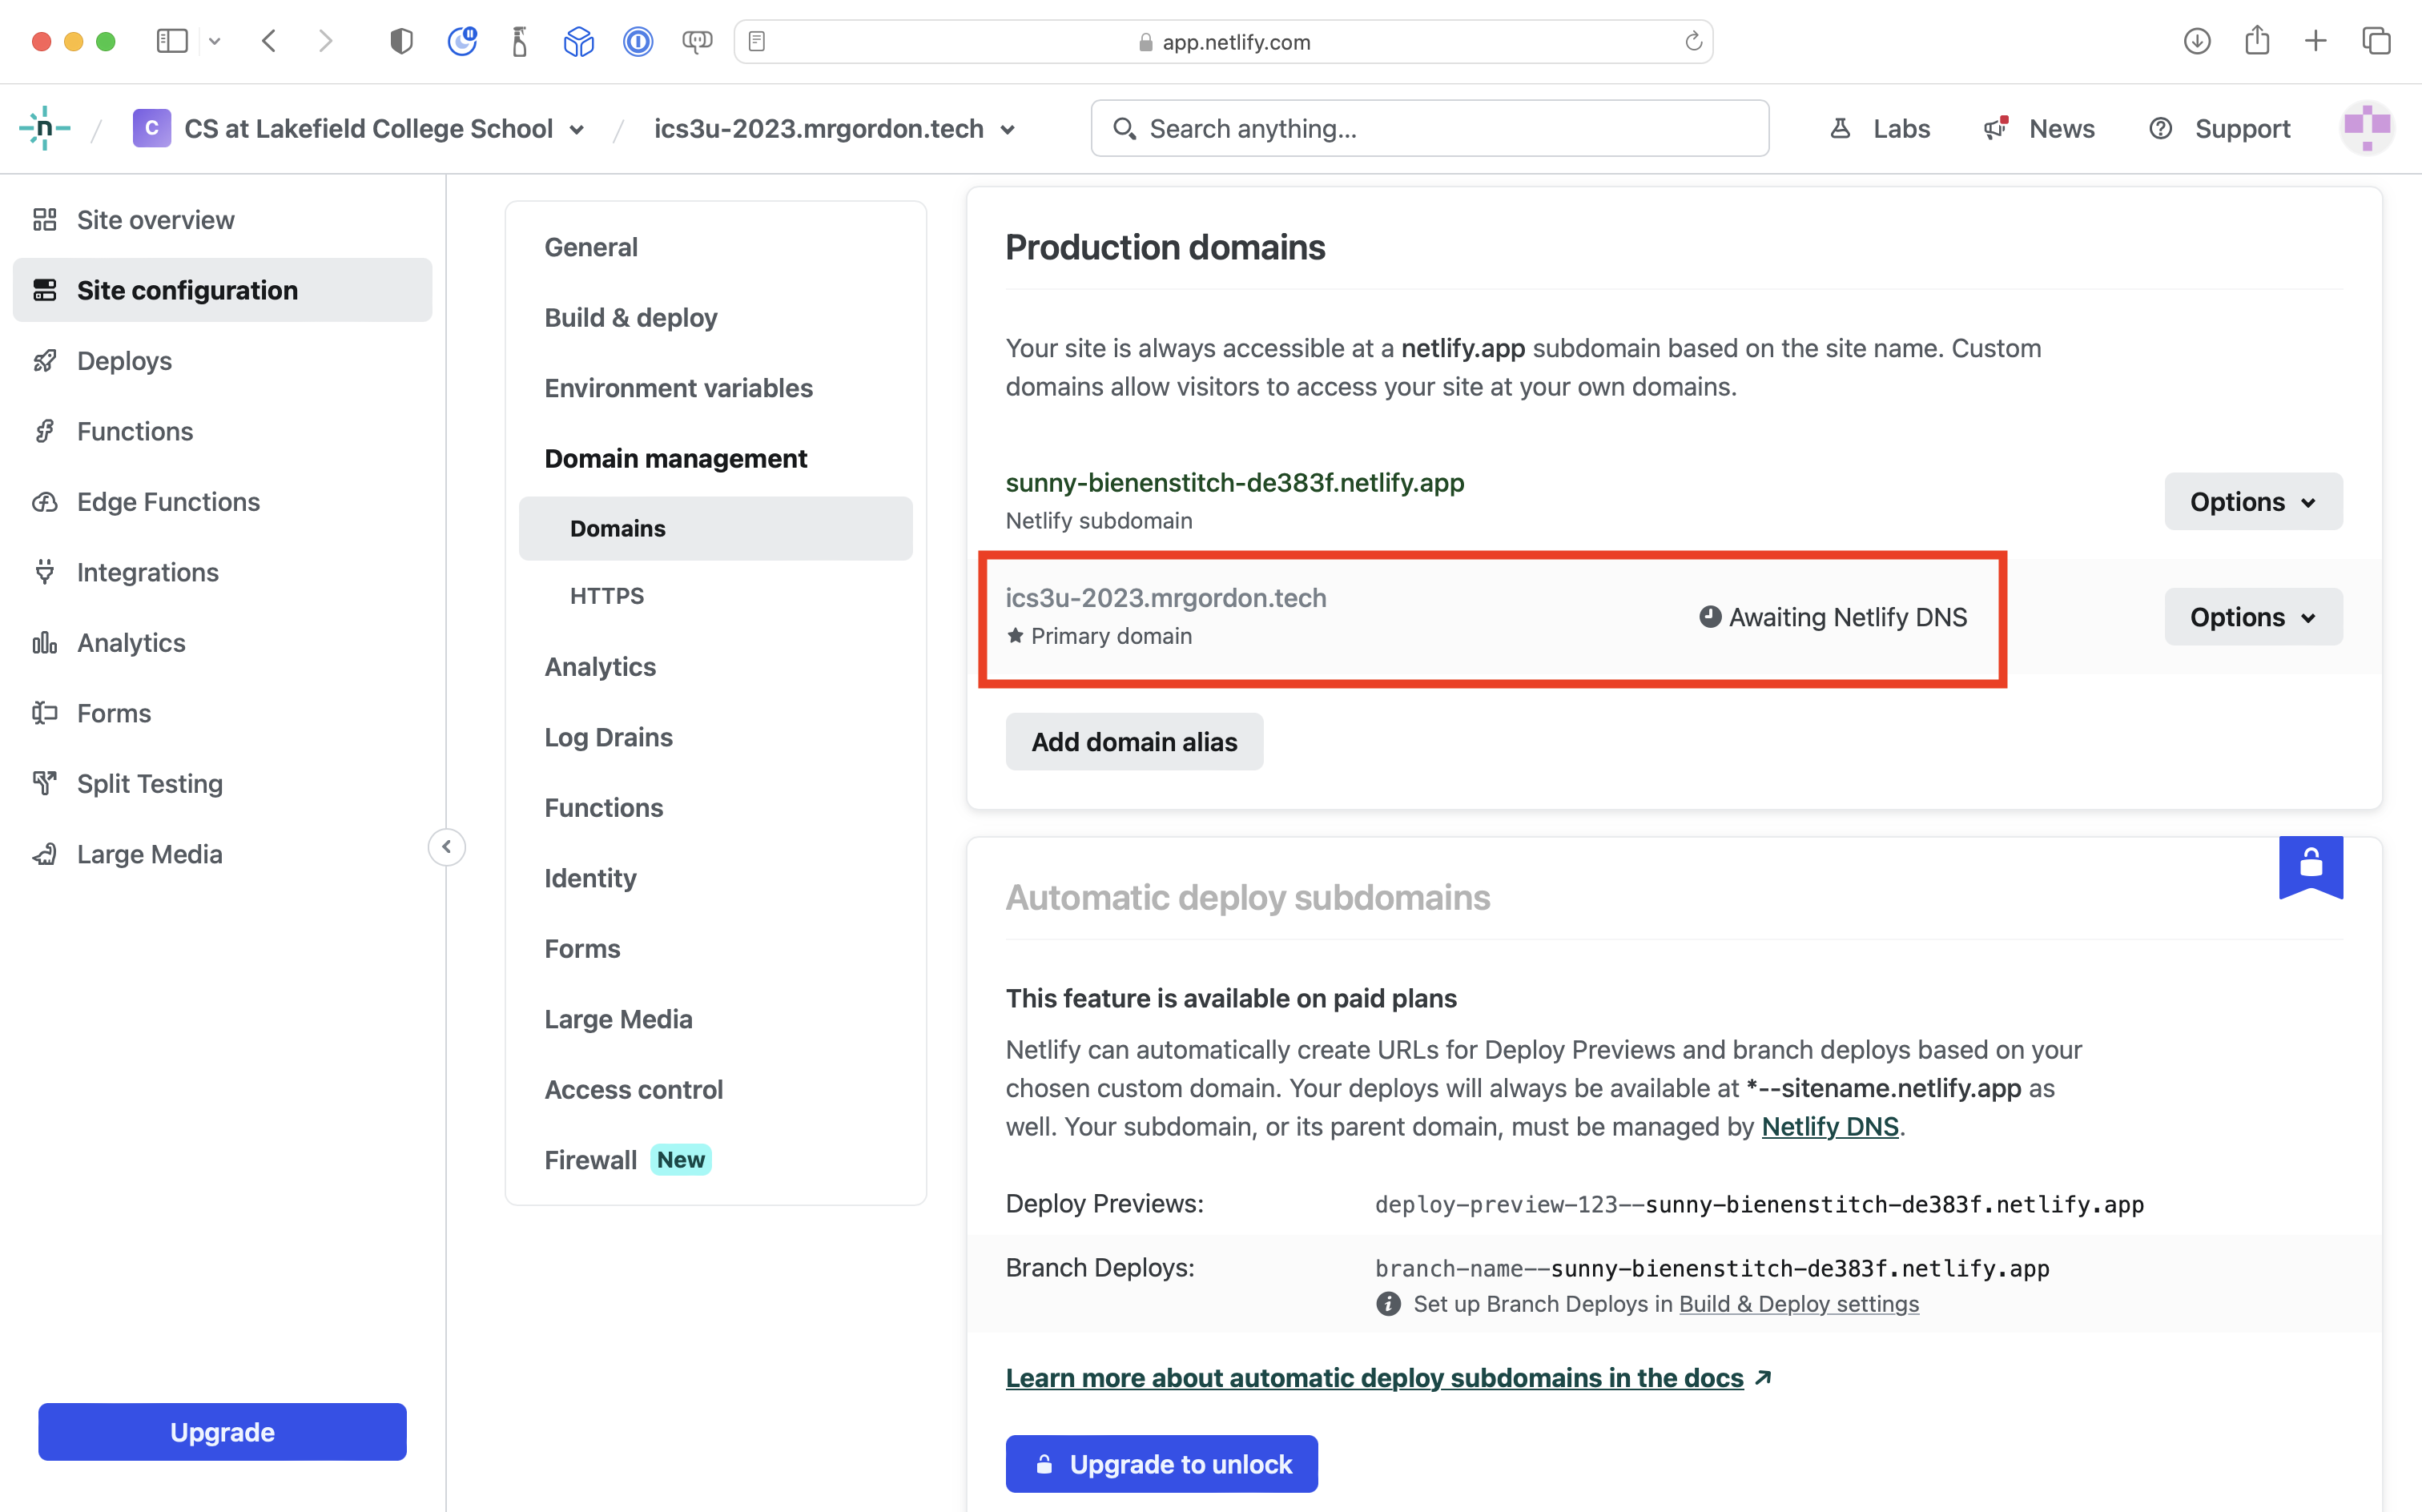 app.netlify.com
n
C
CS at Lakefield College School
ics3u-2023.mrgordon.tech
Search anything...
Labs
News
Support
Site overview
Site configuration
Deploys
Functions
Edge Functions
Integrations
Analytics
Forms
Split Testing
Large Media
Upgrade
General
Build & deploy
Environment variables
Domain management
Domains
HTTPS
Analytics
Log Drains
Functions
Identity
Forms
Large Media
Access control
Firewall New
Production domains
Your site is always accessible at a netlify.app subdomain based on the site name. Custom
domains allow visitors to access your site at your own domains.
sunny-bienenstitch-de383f.netlify.app
Netlify subdomain
Options
ics3u-2023.mrgordon.tech
Primary domain
Awaiting Netlify DNS
Options
Add domain alias
Automatic deploy subdomains
This feature is available on paid plans
Netlify can automatically create URLs for Deploy Previews and branch deploys based on your
chosen custom domain. Your deploys will always be available at *--sitename.netlify.app as
well. Your subdomain, or its parent domain, must be managed by Netlify DNS.
Deploy Previews: deploy-preview-123--sunny-bienenstitch-de383f.netlify.app
Branch Deploys: branch-name--sunny-bienenstitch-de383f.netlify.app
Set up Branch Deploys in Build & Deploy settings
Learn more about automatic deploy subdomains in the docs
Upgrade to unlock